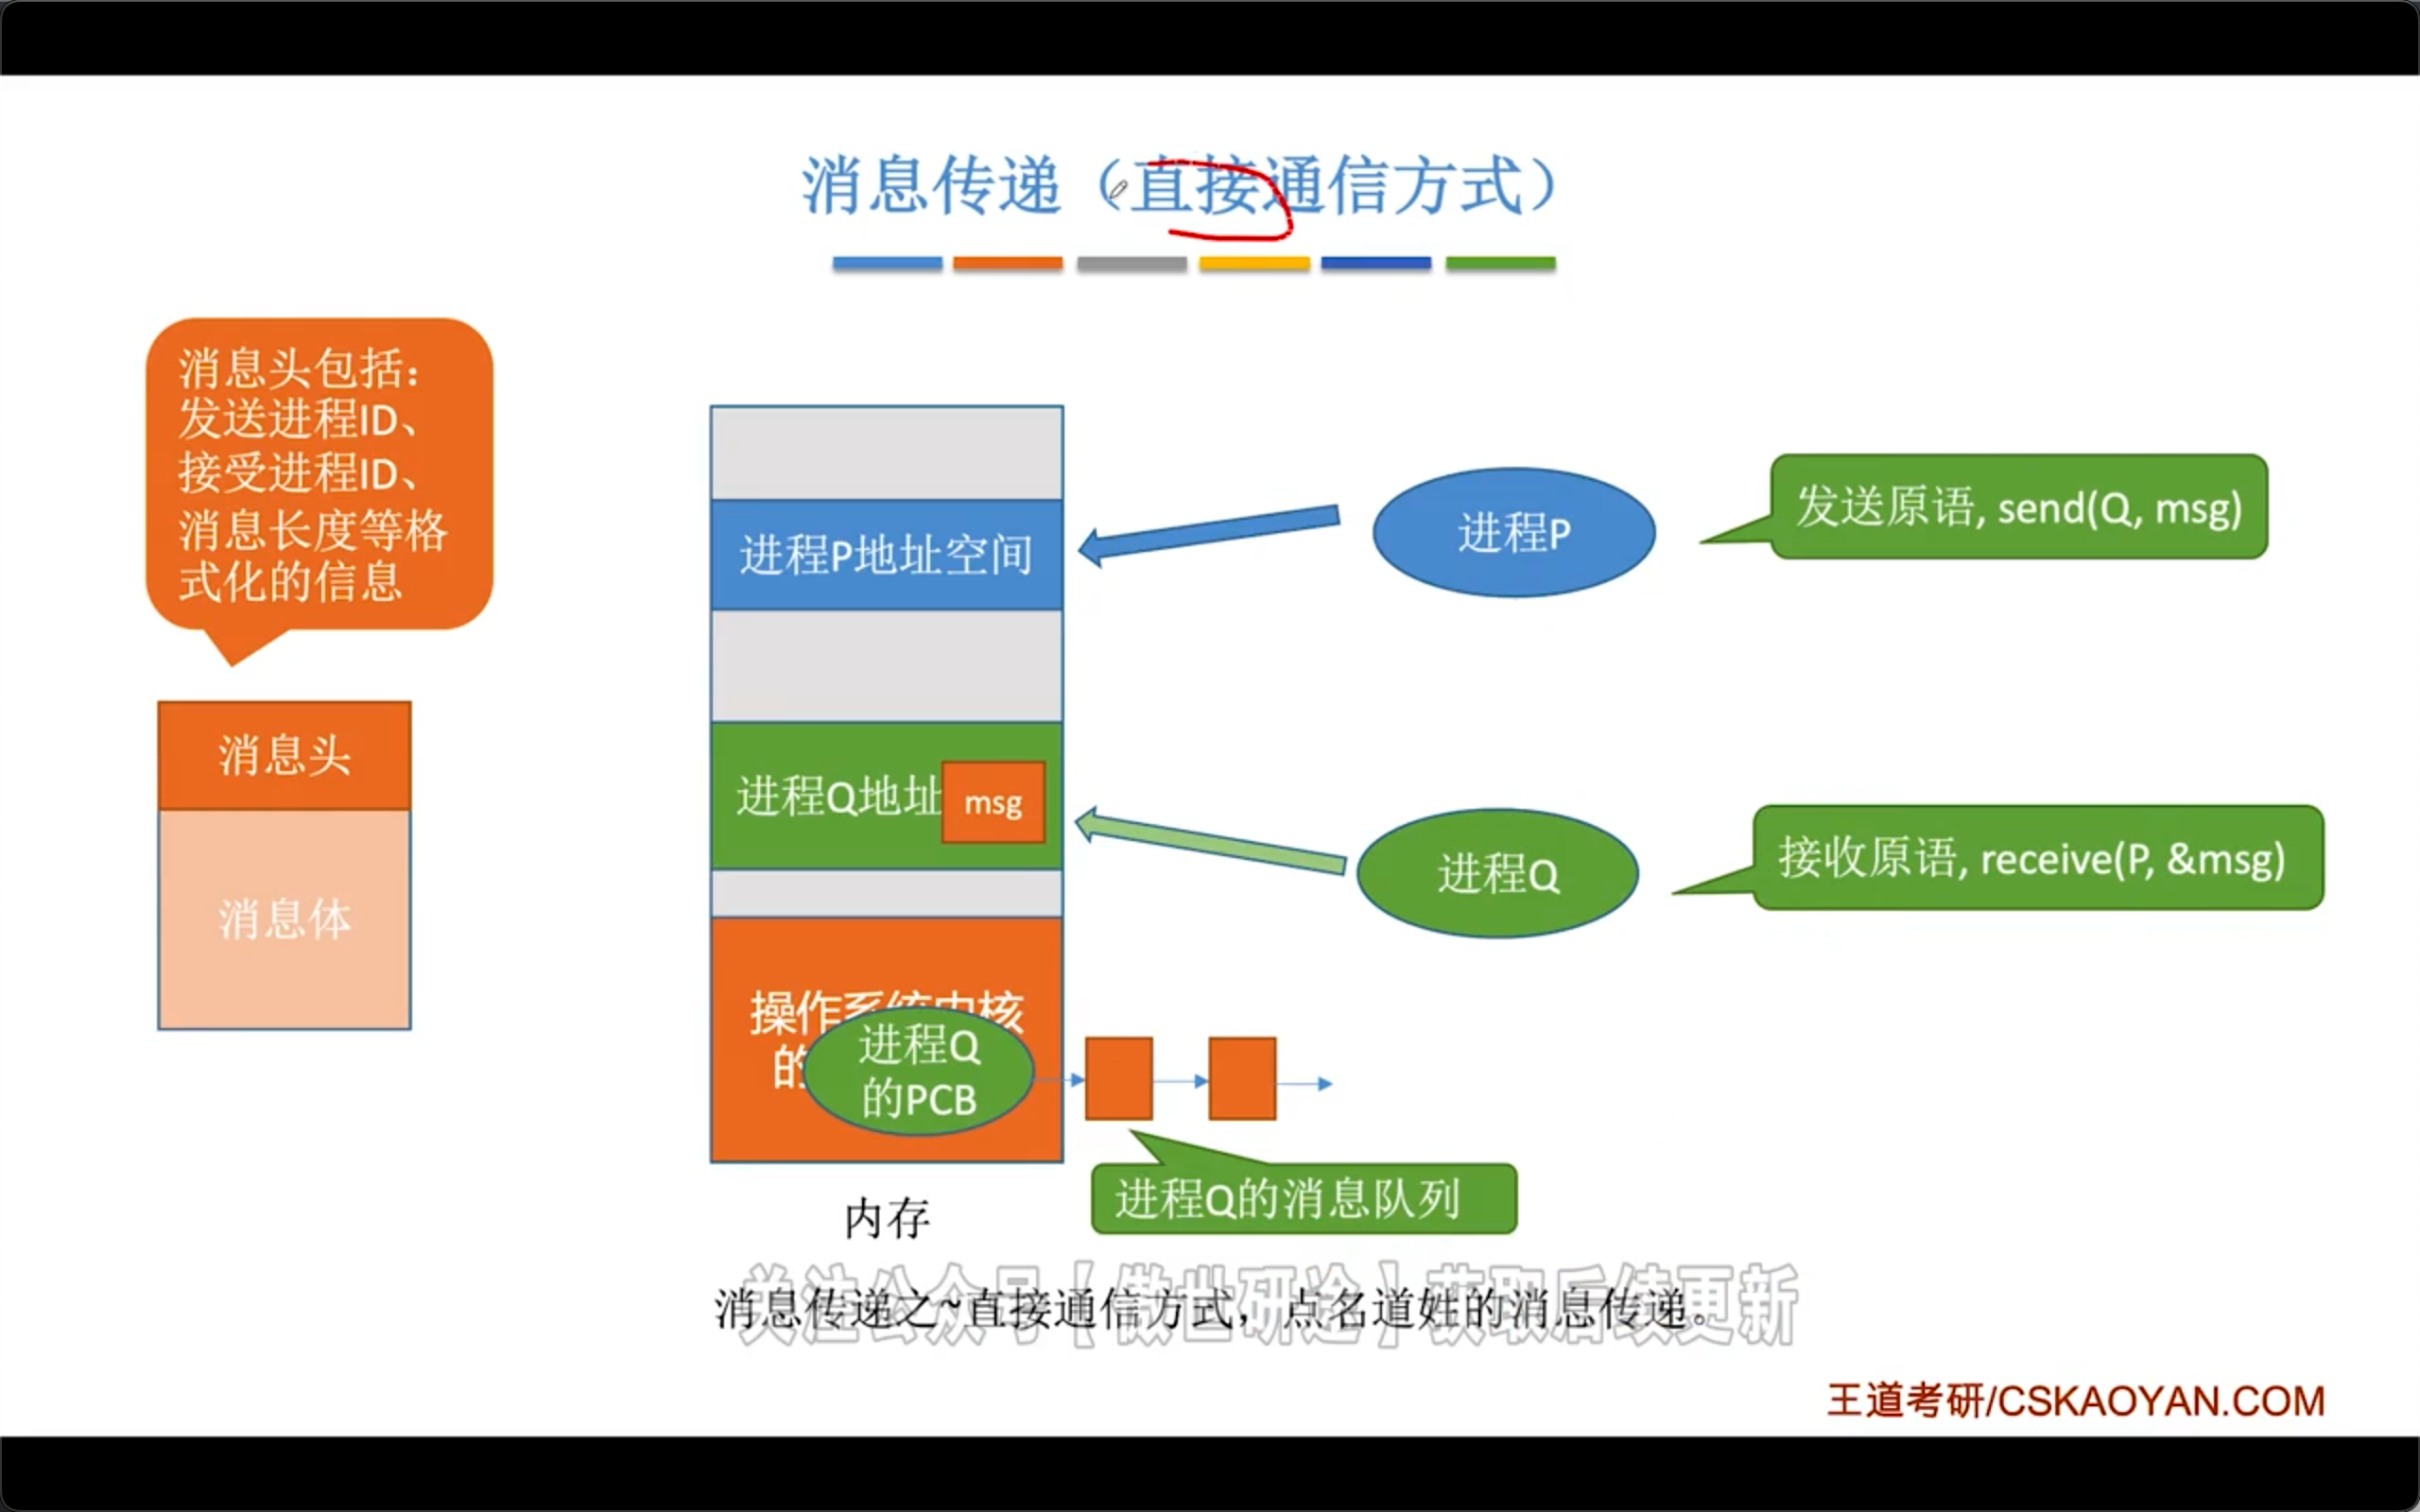 消息传递（直接通信方式）
消息头包括：
发送进程ID、
接受进程ID、
消息长度等格
式化的信息
消息头
消息体
进程P地址空间
进程Q地址
msg
操作系统内核
的
进程Q
的PCB
内存
进程P
发送原语, send(Q, msg)
进程Q
接收原语, receive(P, &msg)
进程Q的消息队列
关注公众号【傲世研途】获取后续更新
消息传递之~直接通信方式，点名道姓的消息传递。
王道考研/CSKAOYAN.COM